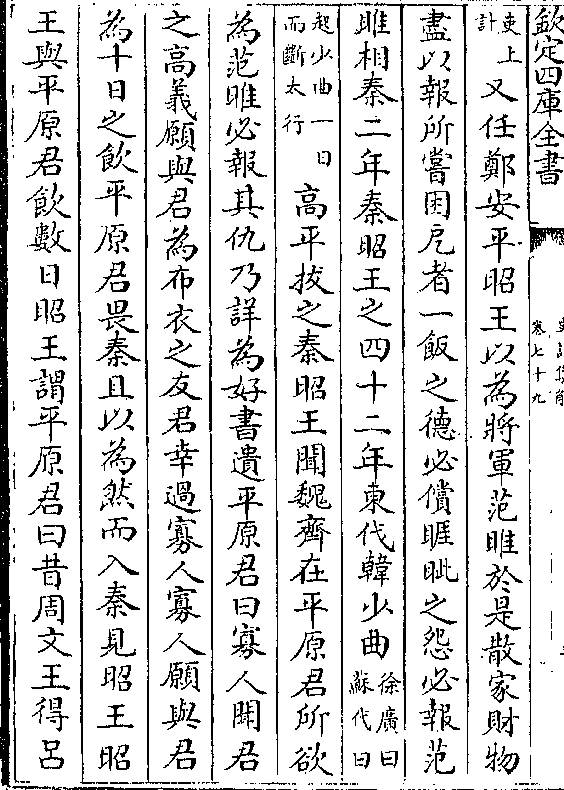 欽定四庫全書
卷七十九
吏上計又任鄭安平昭王以為將軍范雎於是散家財物
盡以報所嘗困戹者一飯之德必償睚眦之怨必報范
雎相秦二年秦昭王之四十二年東代韓少曲徐廣曰蘇代曰
起少曲一日而斷太行高平拔之秦昭王聞魏齊在平原君所欲
為范雎必報其仇乃詳為好書遺平原君曰寡人聞君
之高義願與君為布衣之友君幸過寡人寡人願與君
為十日之飲平原君畏秦且以為然而入秦見昭王昭
王與平原君飲數日昭王謂平原君曰昔周文王得呂